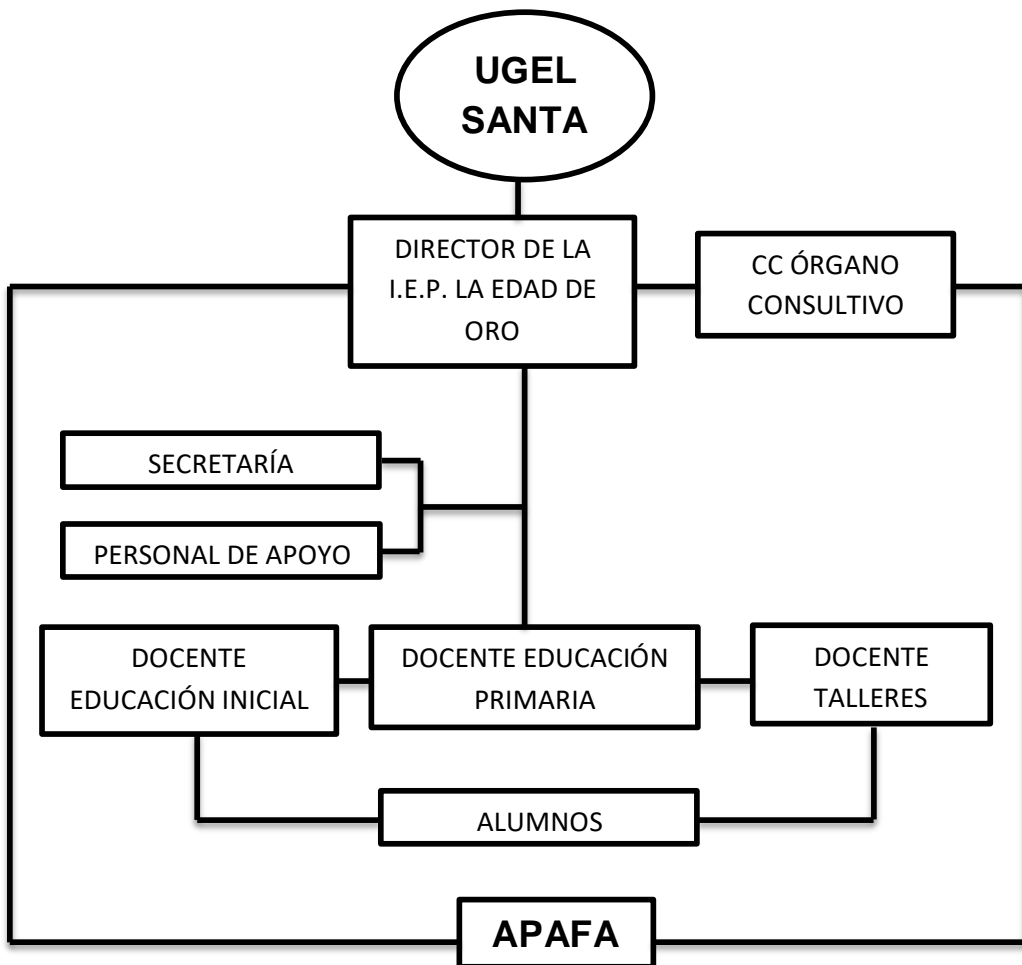 UGEL
SANTA
DIRECTOR DE LA
I.E.P. LA EDAD DE
ORO
CC ÓRGANO
CONSULTIVO
SECRETARÍA
PERSONAL DE APOYO
DOCENTE
EDUCACIÓN INICIAL
DOCENTE EDUCACIÓN
PRIMARIA
DOCENTE
TALLERES
ALUMNOS
APAFA